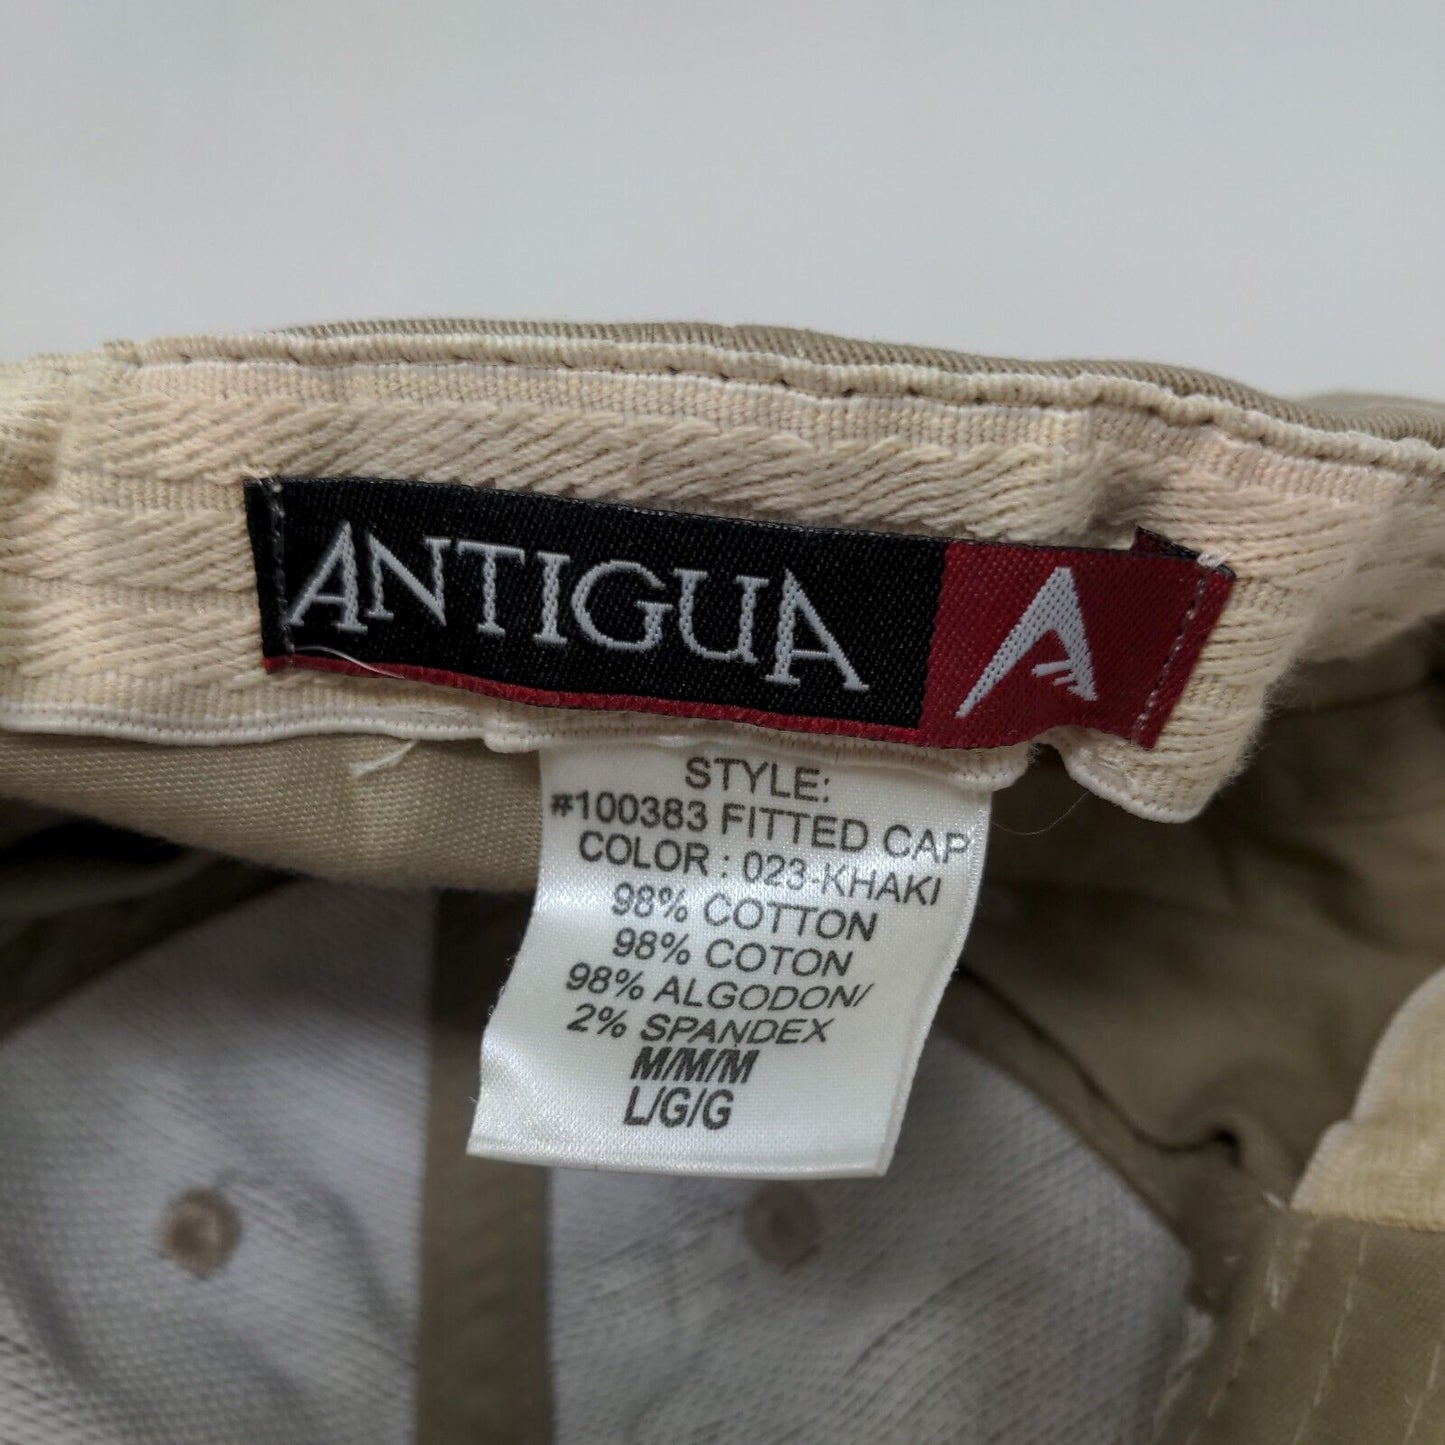 ANTIGUA
STYLE:
#100383 FITTED CAP
COLOR : 023-KHAKI
98% COTTON
98% COTON
98% ALGODON/
2% SPANDEX
M/M/M
L/G/G